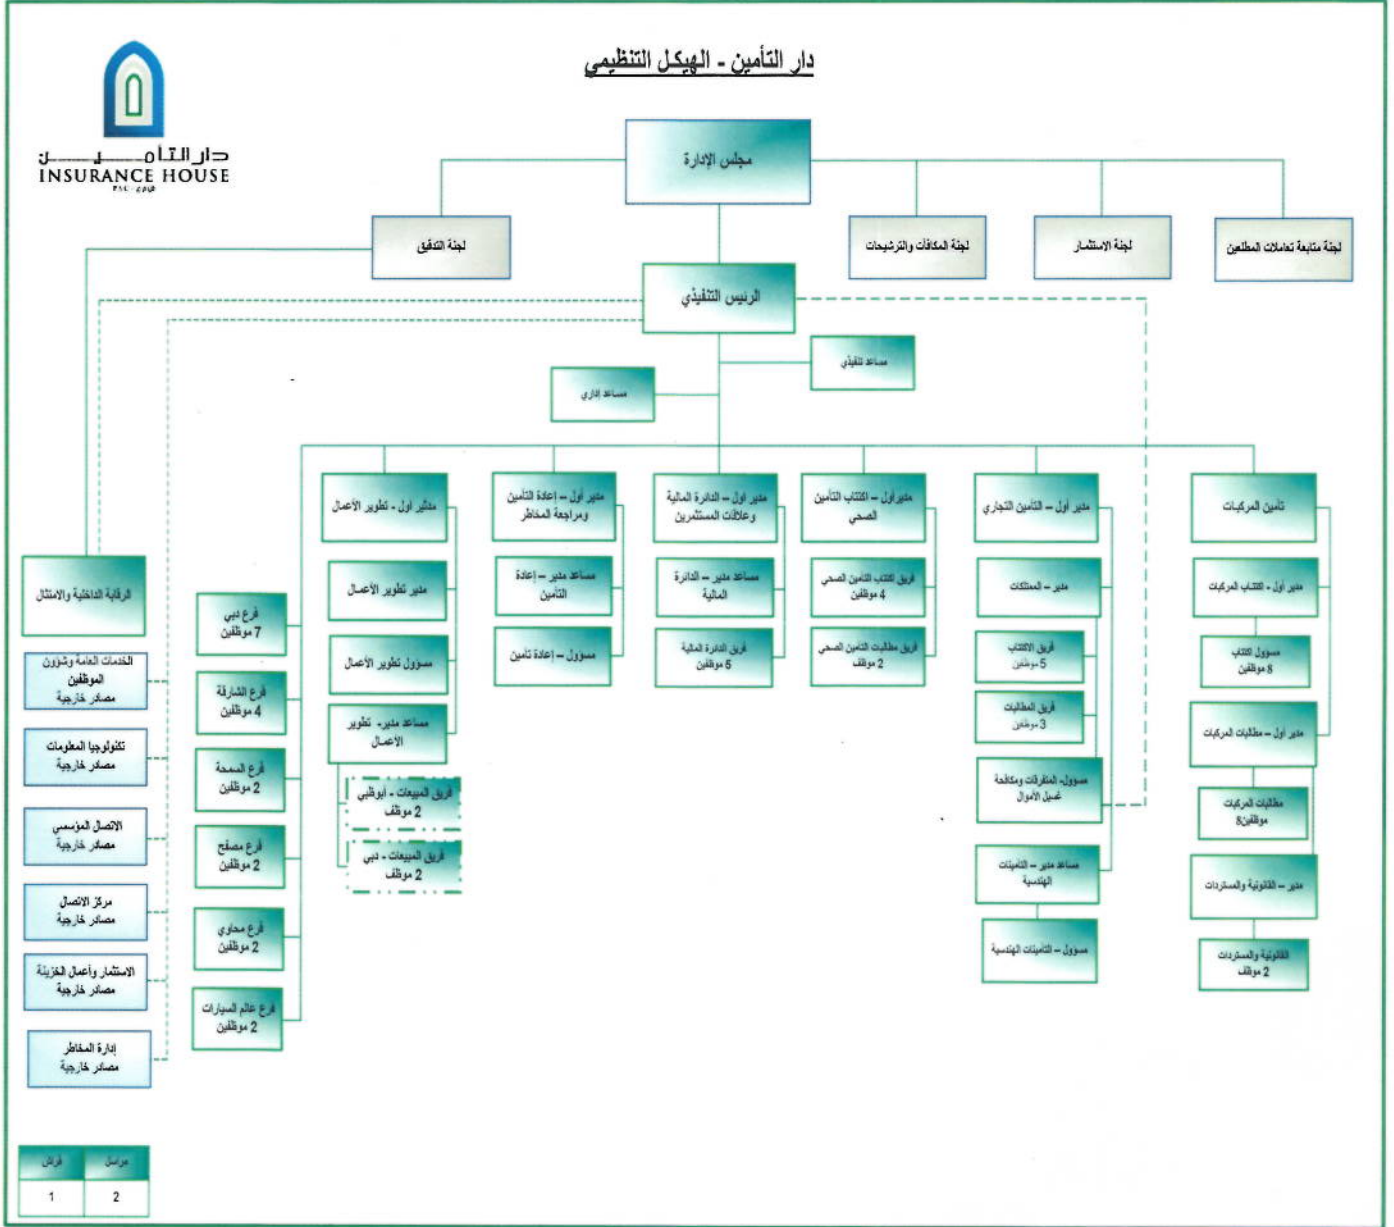 دار التأمين - الهيكل التنظيمي
دار التأمين
INSURANCE HOUSE
مجلس الإدارة
لجنة متابعة تعاملات المطلعين
لجنة الاستثمار
لجنة المكافآت والترشيحات
لجنة التدقيق
الرئيس التنفيذي
مساعد تنفيذي
مساعد إداري
تأمين المركبات
مدير أول - اكتتاب المركبات
مسؤول اكتتاب
8 موظفين
مدير أول – مطالبات المركبات
مطالبات المركبات
موظفين8
مدير – القانونية والمستردات
القانونية والمستردات
2 موظف
مدير أول – التأمين التجاري
مدير – الممتلكات
فريق الاكتتاب
5 موظفين
فريق المطالبات
3 موظفين
مسؤول- المتفرقات ومكافحة
غسيل الأموال
مساعد مدير – التأمينات
الهندسية
مسؤول – التأمينات الهندسية
مدير أول – اكتتاب التأمين
الصحي
فريق اكتتاب التأمين الصحي
4 موظفين
فريق مطالبات التأمين الصحي
2 موظف
مدير أول – الدائرة المالية
وعلاقات المستثمرين
مساعد مدير – الدائرة
المالية
فريق الدائرة المالية
5 موظفين
مدير أول – إعادة التأمين
ومراجعة المخاطر
مساعد مدير – إعادة
التأمين
مسؤول – إعادة تأمين
أول - تطوير الأعمال
مدير تطوير الأعمال
مسؤول تطوير الأعمال
مساعد مدير- تطوير
الأعمال
فريق المبيعات - أبوظبي
2 موظف
فريق المبيعات - دبي
2 موظف
فرع دبي
7 موظفين
فرع الشارقة
4 موظفين
فرع السمحة
2 موظفين
فرع مصفح
2 موظفين
فرع محاوي
2 موظفين
فرع عالم السيارات
2 موظفين
الرقابة الداخلية والامتثال
الخدمات العامة وشؤون
الموظفين
مصادر خارجية
تكنولوجيا المعلومات
مصادر خارجية
الاتصال المؤسسي
مصادر خارجية
مركز الاتصال
مصادر خارجية
الاستثمار وأعمال الخزينة
مصادر خارجية
إدارة المخاطر
مصادر خارجية
مراسل فراش
2 1